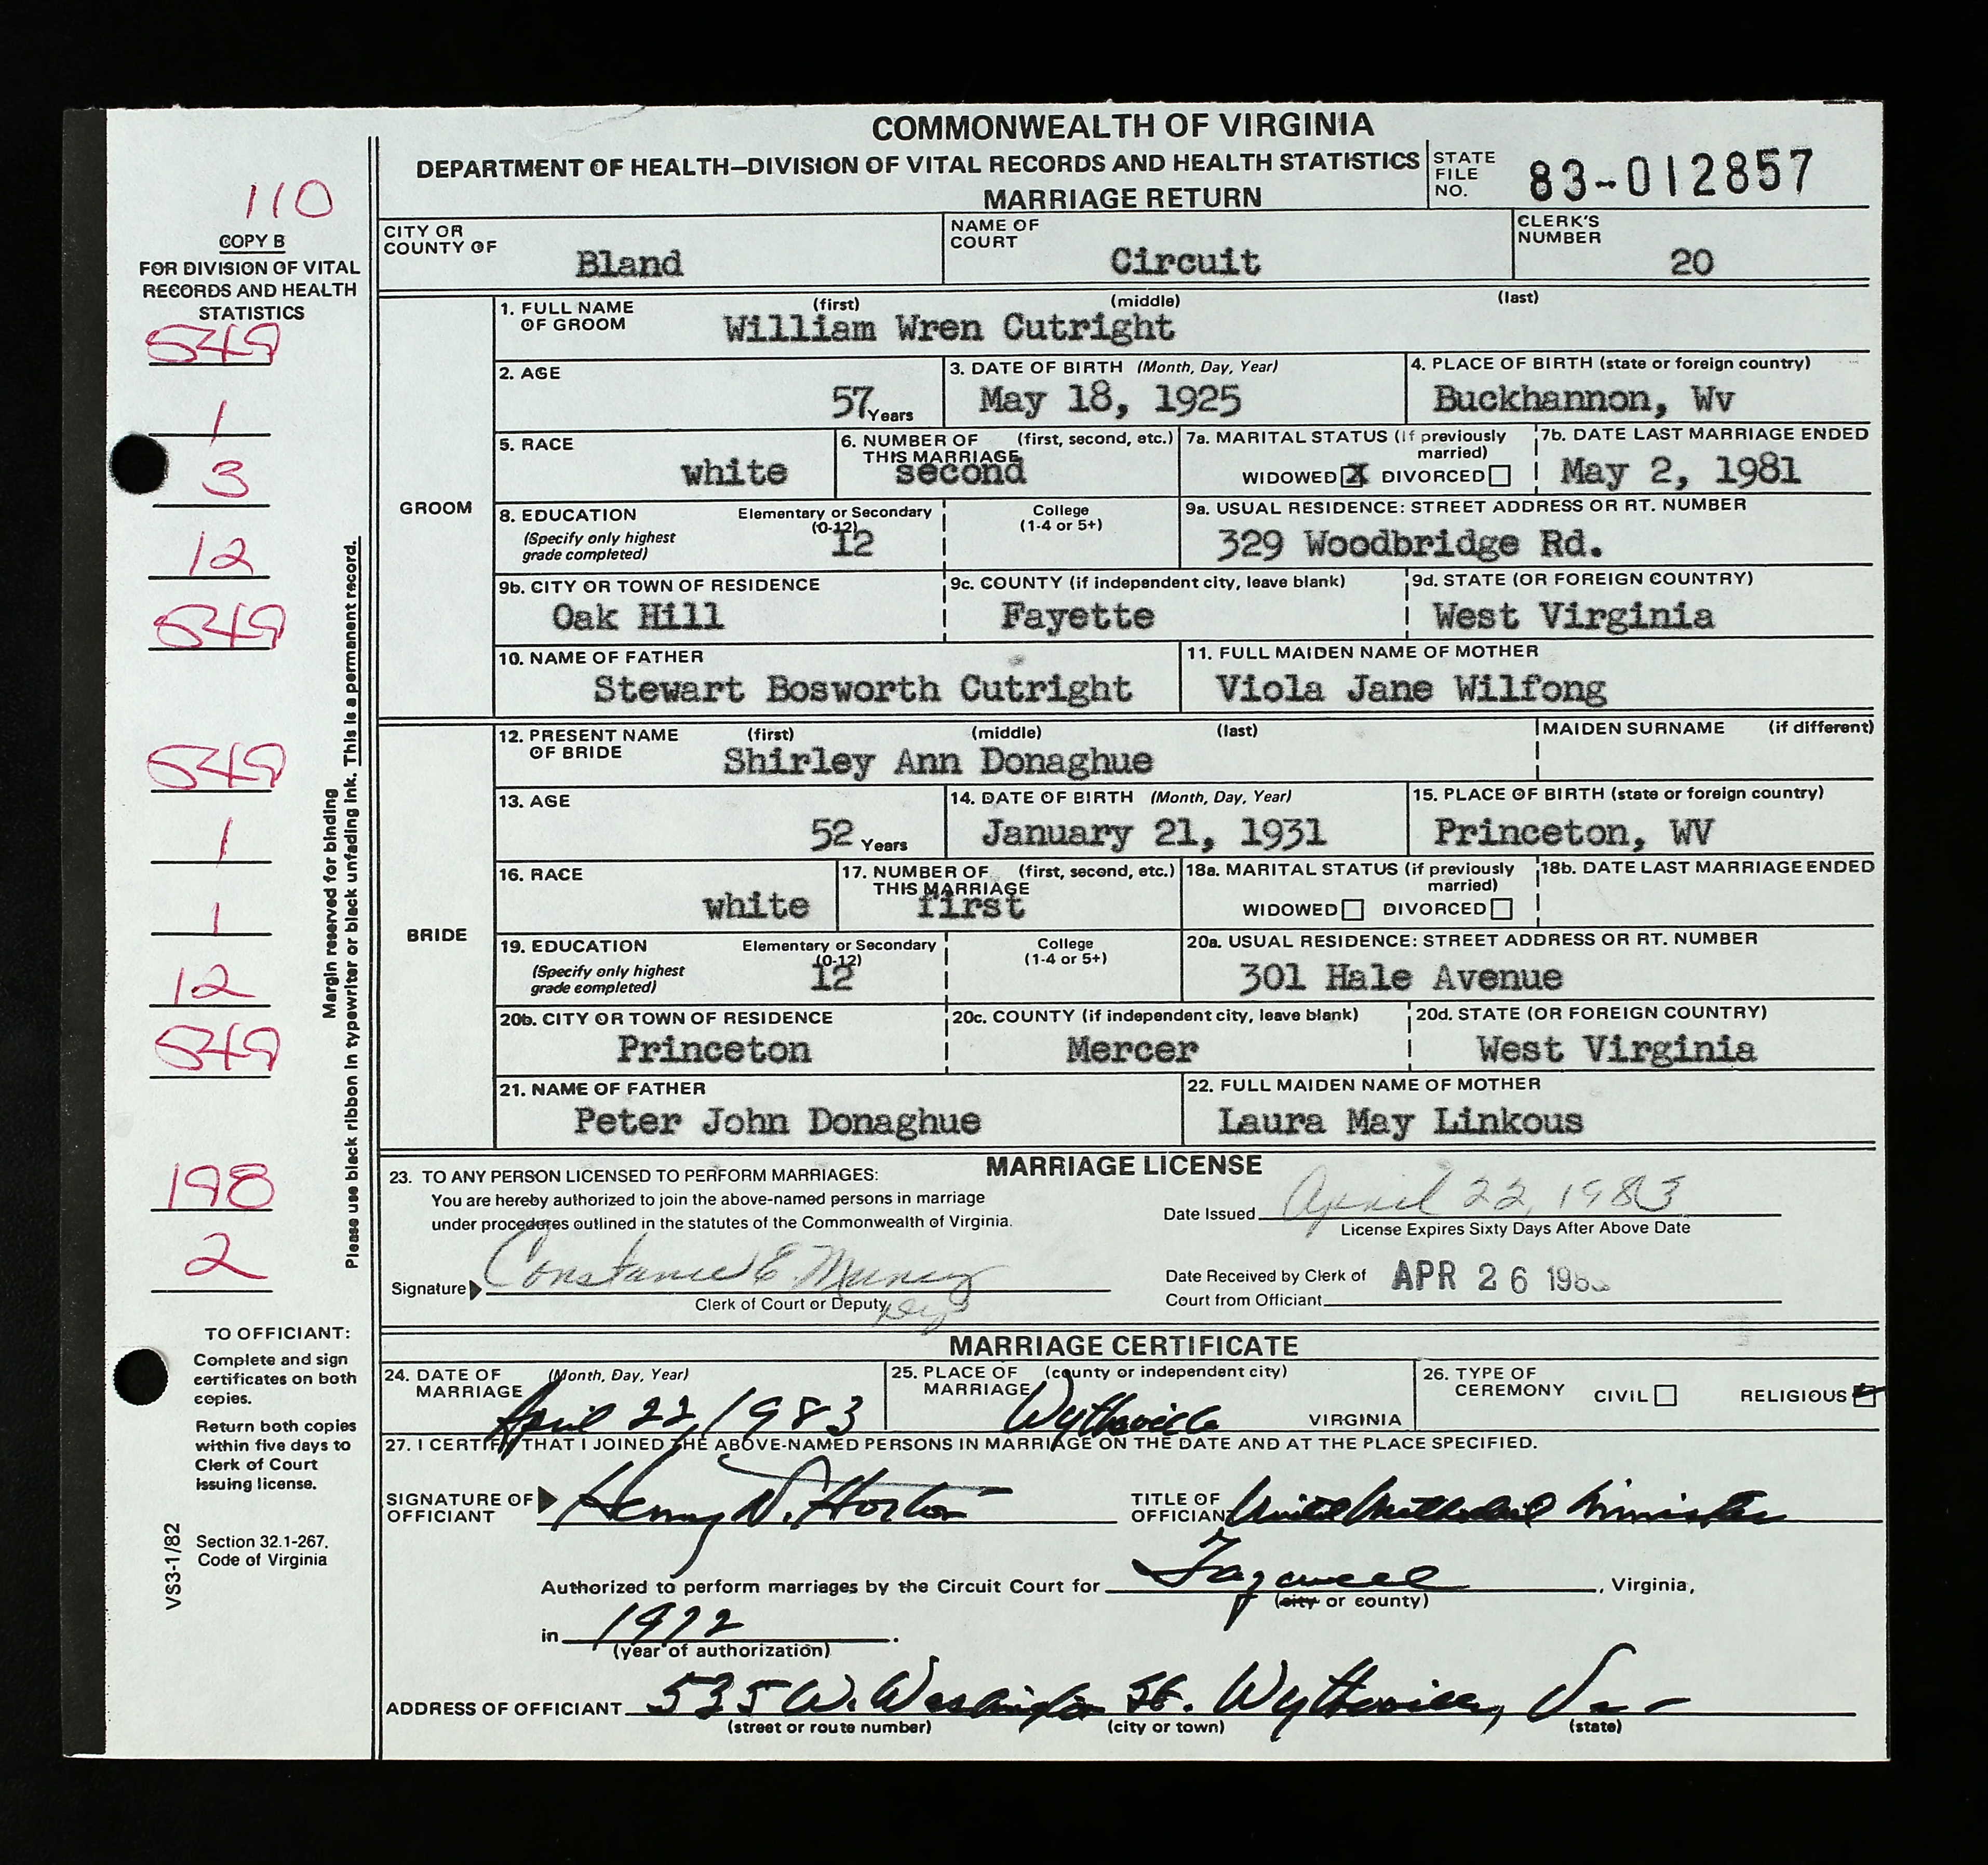 COMMONWEALTH OF VIRGINIA
DEPARTMENT OF HEALTH—DIVISION OF VITAL RECORDS AND HEALTH STATISTICS
MARRIAGE RETURN
STATE FILE NO. 83-012857
110
COPY B
FOR DIVISION OF VITAL
RECORDS AND HEALTH
STATISTICS
549
1
3
12
549
549
1
1
12
549
198
2
Margin reserved for binding
Please use black ribbon in typewriter or black unfading ink. This is a permanent record.
TO OFFICIANT:
Complete and sign
certificates on both
copies.
Return both copies
within five days to
Clerk of Court
issuing license.
Section 32.1-267,
Code of Virginia
VS3-1/82
CITY OR COUNTY OF Bland
NAME OF COURT Circuit
CLERK'S NUMBER 20
GROOM
1. FULL NAME OF GROOM (first) (middle) (last)
William Wren Cutright
2. AGE 57 Years
3. DATE OF BIRTH (Month, Day, Year) May 18, 1925
4. PLACE OF BIRTH (state or foreign country) Buckhannon, Wv
5. RACE white
6. NUMBER OF THIS MARRIAGE (first, second, etc.) second
7a. MARITAL STATUS (if previously married) WIDOWED X DIVORCED
7b. DATE LAST MARRIAGE ENDED May 2, 1981
8. EDUCATION (Specify only highest grade completed) Elementary or Secondary (0-12) 12 College (1-4 or 5+)
9a. USUAL RESIDENCE: STREET ADDRESS OR RT. NUMBER 329 Woodbridge Rd.
9b. CITY OR TOWN OF RESIDENCE Oak Hill
9c. COUNTY (if independent city, leave blank) Fayette
9d. STATE (OR FOREIGN COUNTRY) West Virginia
10. NAME OF FATHER Stewart Bosworth Cutright
11. FULL MAIDEN NAME OF MOTHER Viola Jane Wilfong
BRIDE
12. PRESENT NAME OF BRIDE (first) (middle) (last) Shirley Ann Donaghue
MAIDEN SURNAME (if different)
13. AGE 52 Years
14. DATE OF BIRTH (Month, Day, Year) January 21, 1931
15. PLACE OF BIRTH (state or foreign country) Princeton, WV
16. RACE white
17. NUMBER OF THIS MARRIAGE (first, second, etc.) first
18a. MARITAL STATUS (if previously married) WIDOWED DIVORCED
18b. DATE LAST MARRIAGE ENDED
19. EDUCATION (Specify only highest grade completed) Elementary or Secondary (0-12) 12 College (1-4 or 5+)
20a. USUAL RESIDENCE: STREET ADDRESS OR RT. NUMBER 301 Hale Avenue
20b. CITY OR TOWN OF RESIDENCE Princeton
20c. COUNTY (if independent city, leave blank) Mercer
20d. STATE (OR FOREIGN COUNTRY) West Virginia
21. NAME OF FATHER Peter John Donaghue
22. FULL MAIDEN NAME OF MOTHER Laura May Linkous
MARRIAGE LICENSE
23. TO ANY PERSON LICENSED TO PERFORM MARRIAGES:
You are hereby authorized to join the above-named persons in marriage
under procedures outlined in the statutes of the Commonwealth of Virginia.
Date Issued April 22, 1983
License Expires Sixty Days After Above Date
Signature Constance E. Muncy
Clerk of Court or Deputy
Date Received by Clerk of Court from Officiant APR 26 198
MARRIAGE CERTIFICATE
24. DATE OF MARRIAGE (Month, Day, Year) April 22, 1983
25. PLACE OF MARRIAGE (county or independent city) Wytheville VIRGINIA
26. TYPE OF CEREMONY CIVIL RELIGIOUS
27. I CERTIFY THAT I JOINED THE ABOVE-NAMED PERSONS IN MARRIAGE ON THE DATE AND AT THE PLACE SPECIFIED.
SIGNATURE OF OFFICIANT Henry W. Horton
TITLE OF OFFICIANT United Methodist Minister
Authorized to perform marriages by the Circuit Court for Tazewell, Virginia,
(city or county)
in 1972.
(year of authorization)
ADDRESS OF OFFICIANT 535 W. Washington St. Wytheville, Va
(street or route number) (city or town) (state)